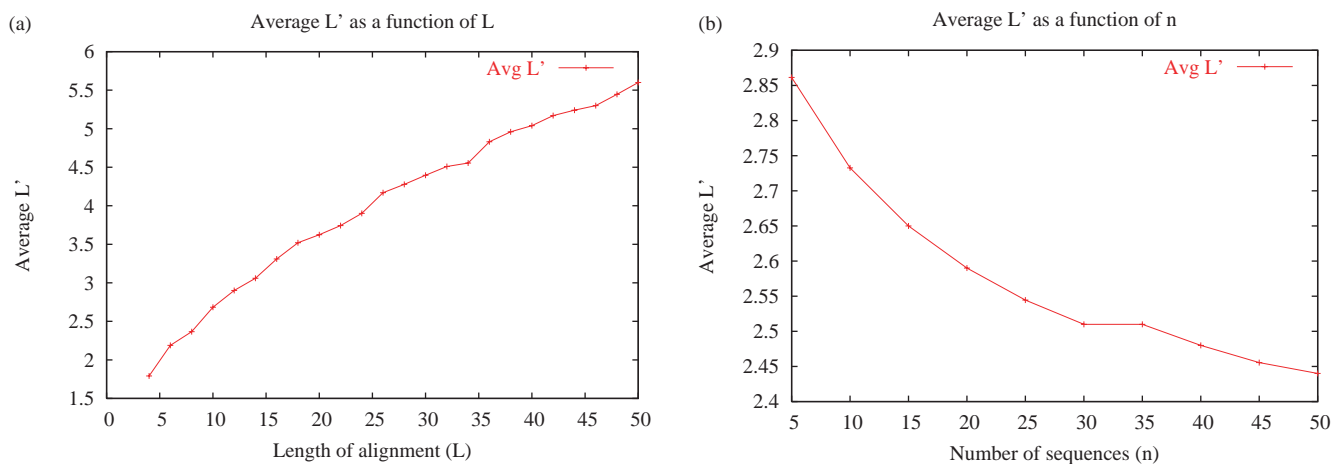 (a)
Average L’ as a function of L
6
5.5
5
4.5
4
3.5
3
2.5
2
1.5
Average L’
Avg L’
0 5 10 15 20 25 30 35 40 45 50
Length of alignment (L)
(b)
Average L’ as a function of n
2.9
2.85
2.8
2.75
2.7
2.65
2.6
2.55
2.5
2.45
2.4
Average L’
Avg L’
5 10 15 20 25 30 35 40 45 50
Number of sequences (n)